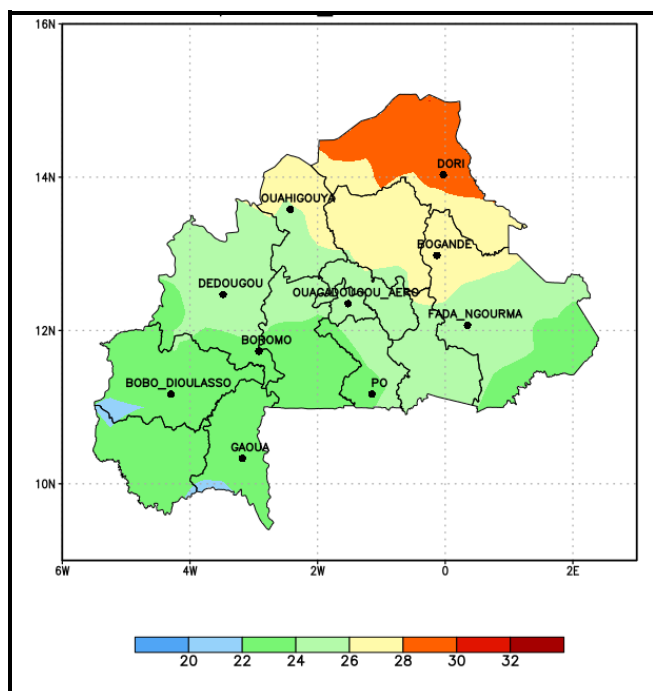 16N
DORI
14N
OUAHIGOUYA
BOGANDE
DEDOUGOU
OUAGADOUGOU_AERO
FADA_NGOURMA
12N
BOROMO
BOBO_DIOULASSO
PO
GAOUA
10N
6W 4W 2W 0 2E
20 22 24 26 28 30 32